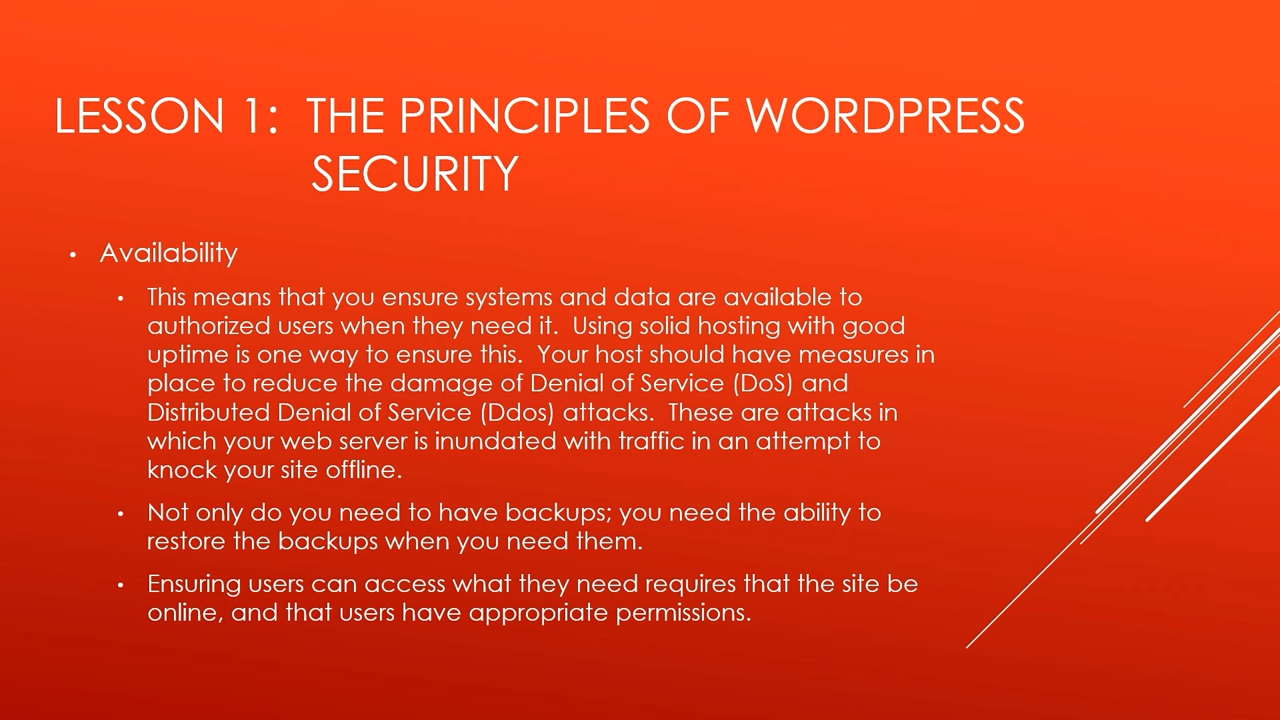 LESSON 1:  THE PRINCIPLES OF WORDPRESS
SECURITY
• Availability
• This means that you ensure systems and data are available to
authorized users when they need it.  Using solid hosting with good
uptime is one way to ensure this.  Your host should have measures in
place to reduce the damage of Denial of Service (DoS) and
Distributed Denial of Service (Ddos) attacks.  These are attacks in
which your web server is inundated with traffic in an attempt to
knock your site offline.
• Not only do you need to have backups; you need the ability to
restore the backups when you need them.
• Ensuring users can access what they need requires that the site be
online, and that users have appropriate permissions.